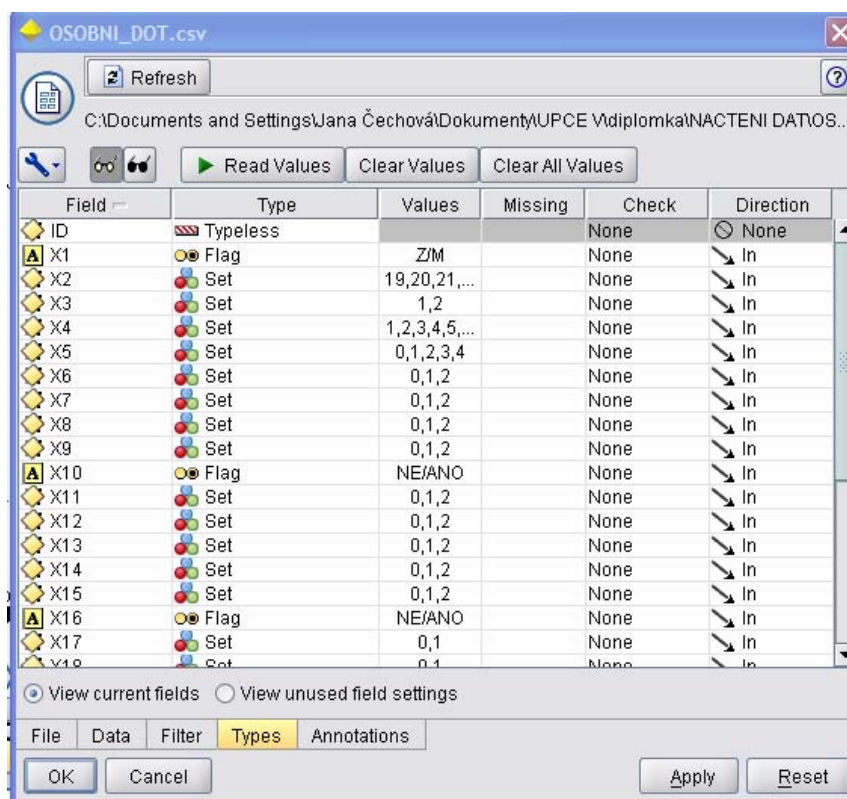 OSOBNI_DOT.csv
Refresh
C:\Documents and Settings\Jana Čechová\Dokumenty\UPCE V\diplomka\NACTENI DAT\OS...
Read Values Clear Values Clear All Values
Field Type Values Missing Check Direction
ID Typeless None None
A X1 Flag Z/M None In
X2 Set 19,20,21,... None In
X3 Set 1,2 None In
X4 Set 1,2,3,4,5,... None In
X5 Set 0,1,2,3,4 None In
X6 Set 0,1,2 None In
X7 Set 0,1,2 None In
X8 Set 0,1,2 None In
X9 Set 0,1,2 None In
A X10 Flag NE/ANO None In
X11 Set 0,1,2 None In
X12 Set 0,1,2 None In
X13 Set 0,1,2 None In
X14 Set 0,1,2 None In
X15 Set 0,1,2 None In
A X16 Flag NE/ANO None In
X17 Set 0,1 None In
X18 Set 0,1 None In
View current fields View unused field settings
File Data Filter Types Annotations
OK Cancel Apply Reset